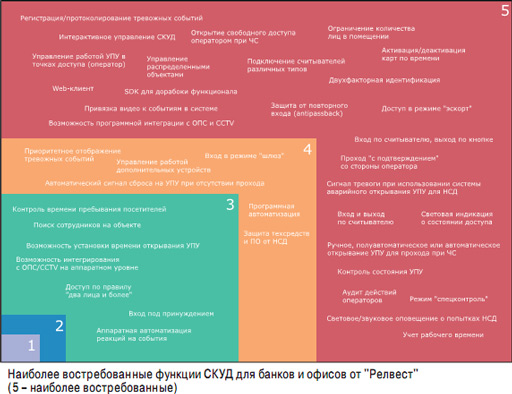 5
Регистрация/протоколирование тревожных событий
Интерактивное управление СКУД
Открытие свободного доступа
оператором при ЧС
Ограничение количества
лиц в помещении
Управление работой УПУ в
точках доступа (оператор)
Управление
распределенными
объектами
Подключение считывателей
различных типов
Активация/деактивация
карт по времени
Двухфакторная идентификация
Web-клиент
SDK для дорабоки функционала
Привязка видео к событиям в системе
Защита от повторного
входа (antipassback)
Доступ в режиме "эскорт"
Возможность программной интеграции с ОПС и CCTV
Вход по считывателю, выход по кнопке
Проход "с подтверждением"
со стороны оператора
Сигнал тревоги при использовании системы
аварийного открывания УПУ для НСД
Вход и выход
по считывателю
Световая индикация
о состоянии доступа
Ручное, полуавтоматическое или автоматическое
открывание УПУ для прохода при ЧС
Контроль состояния УПУ
Аудит действий
операторов
Режим "спецконтроль"
Световое/звуковое оповещение о попытках НСД
Учет рабочего времени
4
Приоритетное отображение
тревожных событий
Управление работой
дополнительных устройств
Вход в режиме "шлюз"
Автоматический сигнал сброса на УПУ при отсутствии прохода
Программная
автоматизация
Защита техсредств
и ПО от НСД
3
Контроль времени пребывания посетителей
Поиск сотрудников на объекте
Возможность установки времени открывания УПУ
Возможность интегрирования
с ОПС/CCTV на аппаратном уровне
Доступ по правилу
"два лица и более"
Вход под принуждением
Аппаратная автоматизация
реакций на события
2
1
Наиболее востребованные функции СКУД для банков и офисов от "Релвест"
(5 – наиболее востребованные)